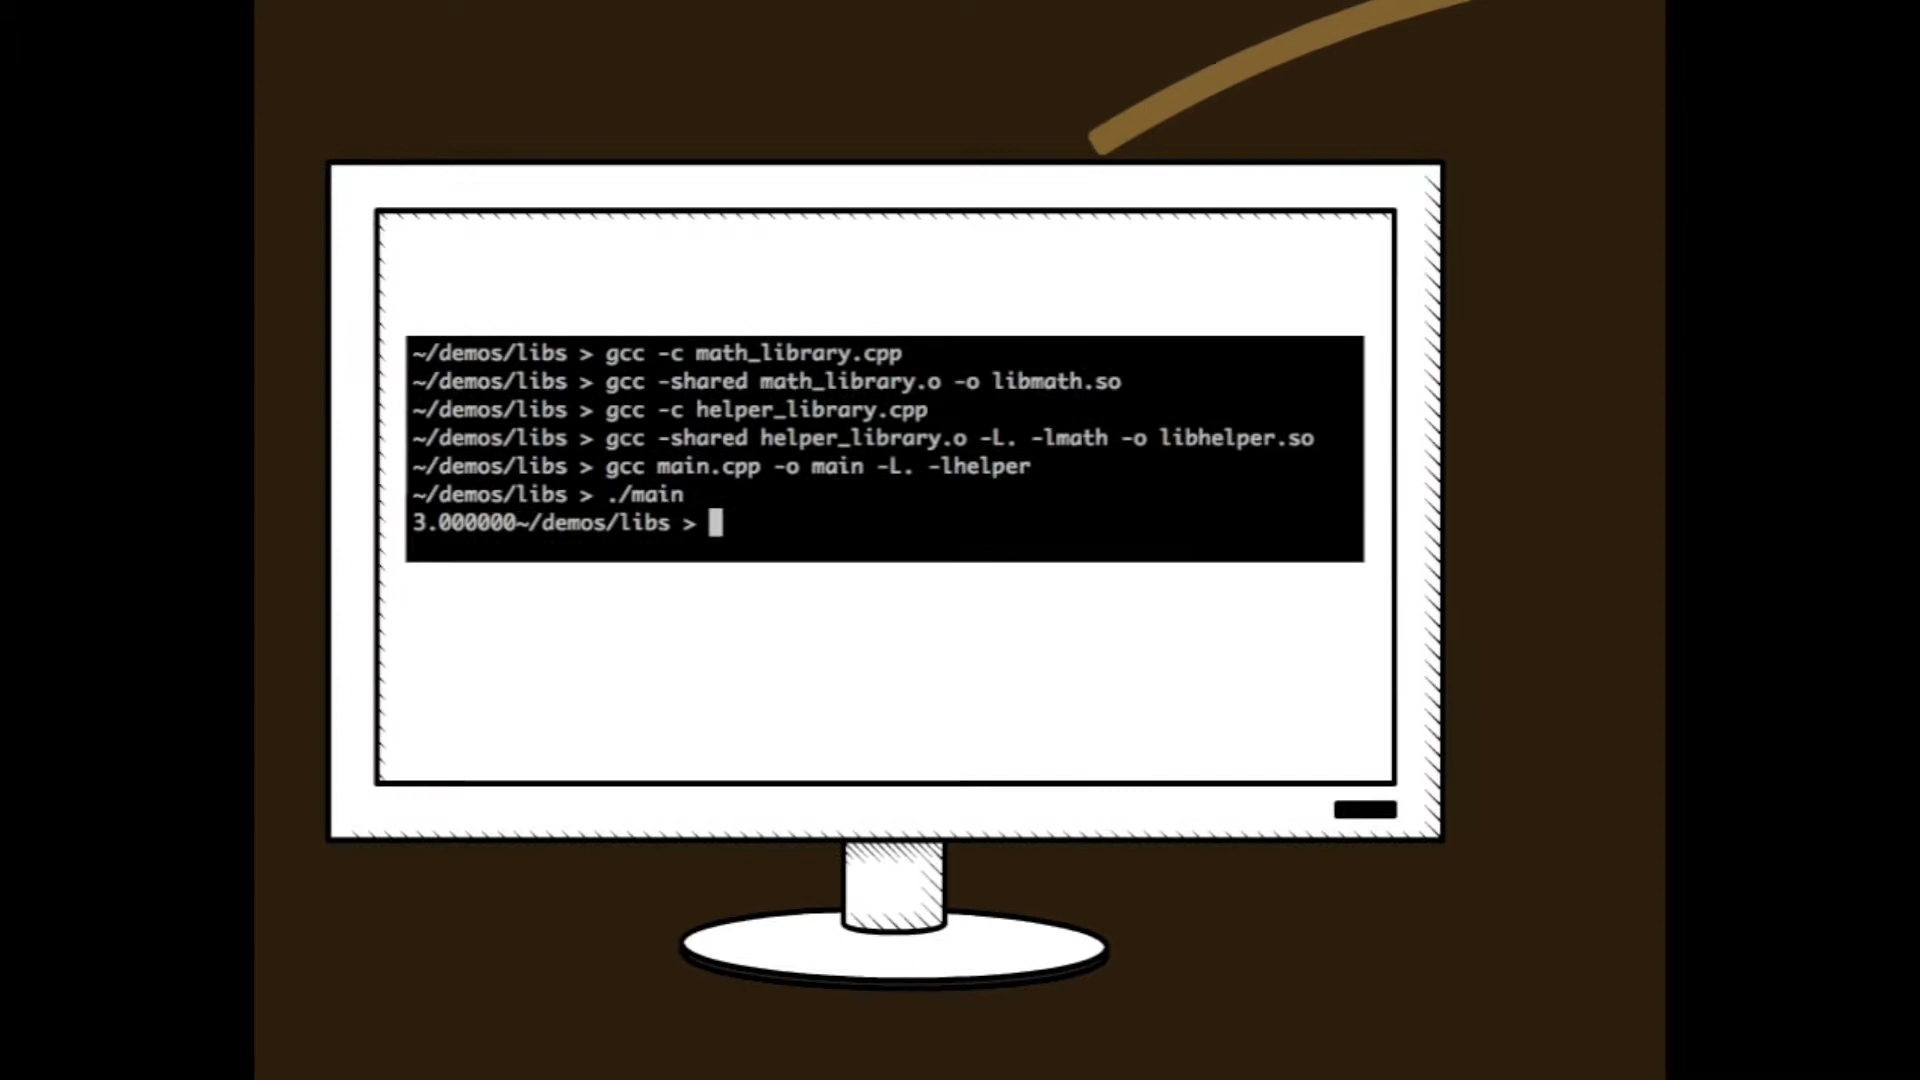 ~/demos/libs > gcc -c math_library.cpp
~/demos/libs > gcc -shared math_library.o -o libmath.so
~/demos/libs > gcc -c helper_library.cpp
~/demos/libs > gcc -shared helper_library.o -L. -lmath -o libhelper.so
~/demos/libs > gcc main.cpp -o main -L. -lhelper
~/demos/libs > ./main
3.000000~/demos/libs >